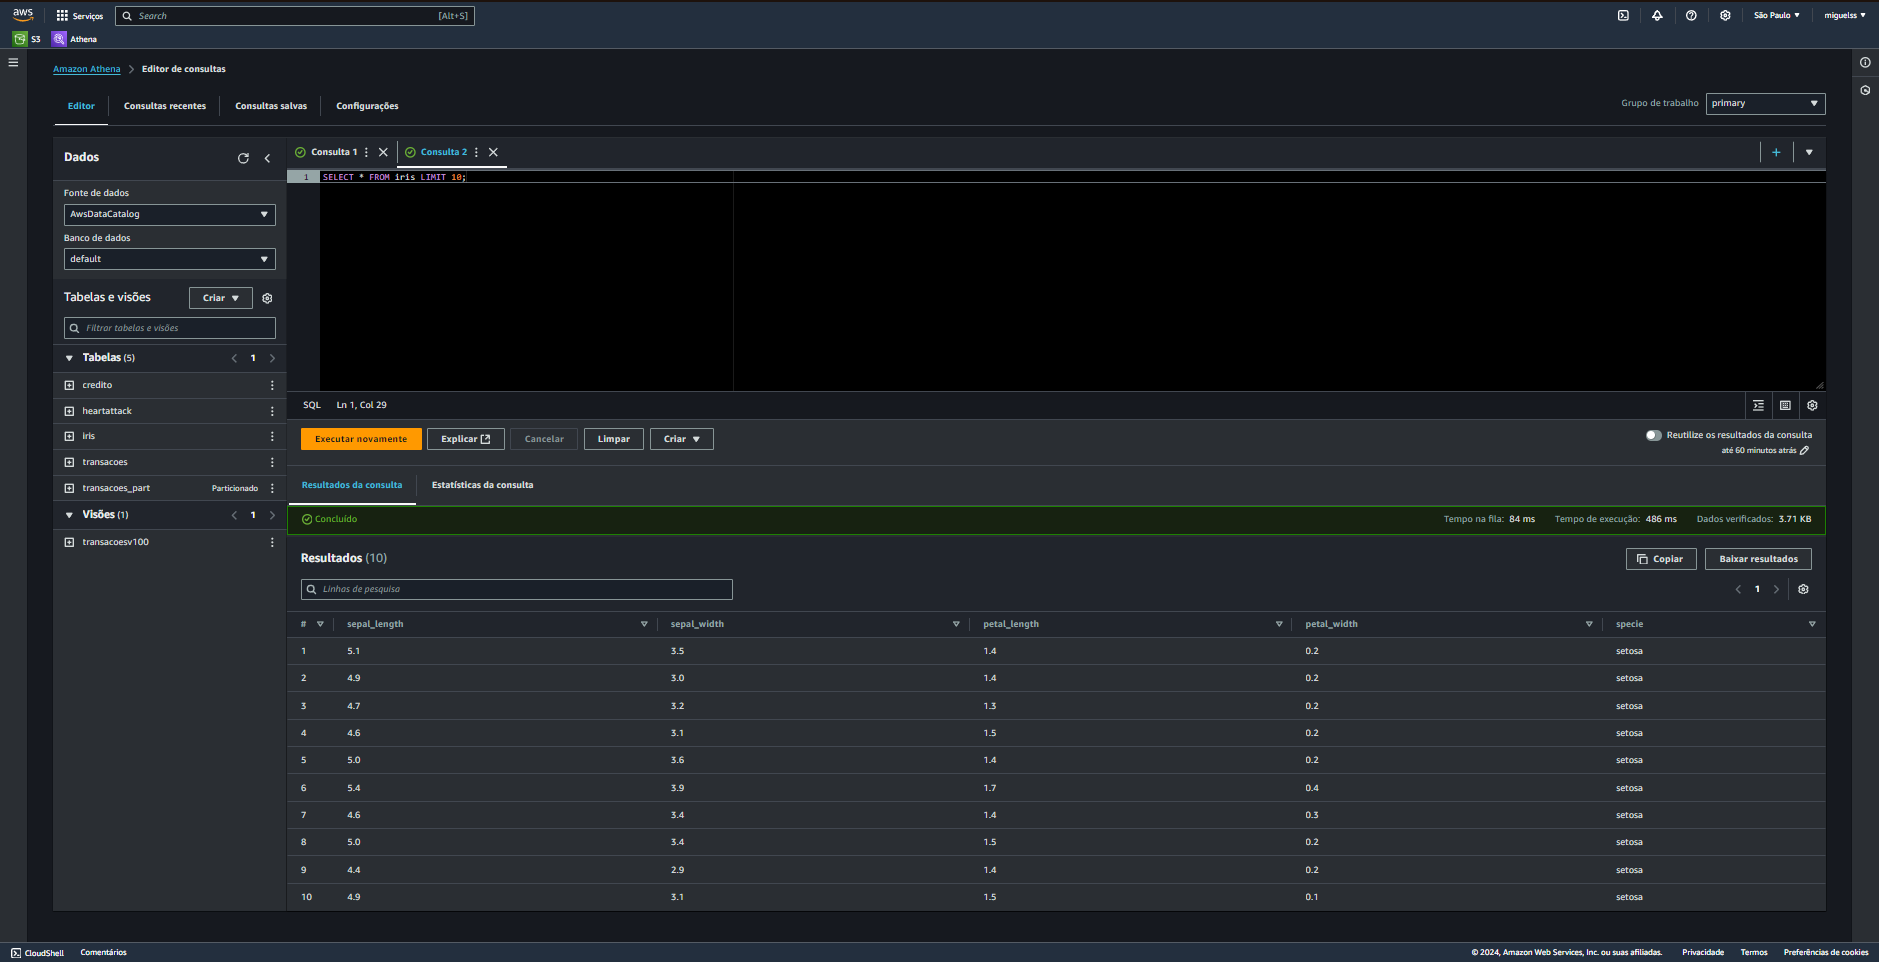 aws
Serviços
Search
[Alt+S]
São Paulo
miguelss
S3
Athena
Amazon Athena
Editor de consultas
Editor
Consultas recentes
Consultas salvas
Configurações
Grupo de trabalho
primary
Dados
Fonte de dados
AwsDataCatalog
Banco de dados
default
Tabelas e visões
Criar
Filtrar tabelas e visões
Tabelas (5)
1
credito
heartattack
iris
transacoes
transacoes_part
Particionado
Visões (1)
1
transacoesv100
Consulta 1
Consulta 2
1
SELECT * FROM iris LIMIT 10;
SQL
Ln 1, Col 29
Executar novamente
Explicar
Cancelar
Limpar
Criar
Reutilize os resultados da consulta
até 60 minutos atrás
Resultados da consulta
Estatísticas da consulta
Concluído
Tempo na fila: 84 ms
Tempo de execução: 486 ms
Dados verificados: 3.71 KB
Resultados (10)
Copiar
Baixar resultados
Linhas de pesquisa
1
# sepal_length sepal_width petal_length petal_width specie
1 5.1 3.5 1.4 0.2 setosa
2 4.9 3.0 1.4 0.2 setosa
3 4.7 3.2 1.3 0.2 setosa
4 4.6 3.1 1.5 0.2 setosa
5 5.0 3.6 1.4 0.2 setosa
6 5.4 3.9 1.7 0.4 setosa
7 4.6 3.4 1.4 0.3 setosa
8 5.0 3.4 1.5 0.2 setosa
9 4.4 2.9 1.4 0.2 setosa
10 4.9 3.1 1.5 0.1 setosa
CloudShell
Comentários
© 2024, Amazon Web Services, Inc. ou suas afiliadas.
Privacidade
Termos
Preferências de cookies